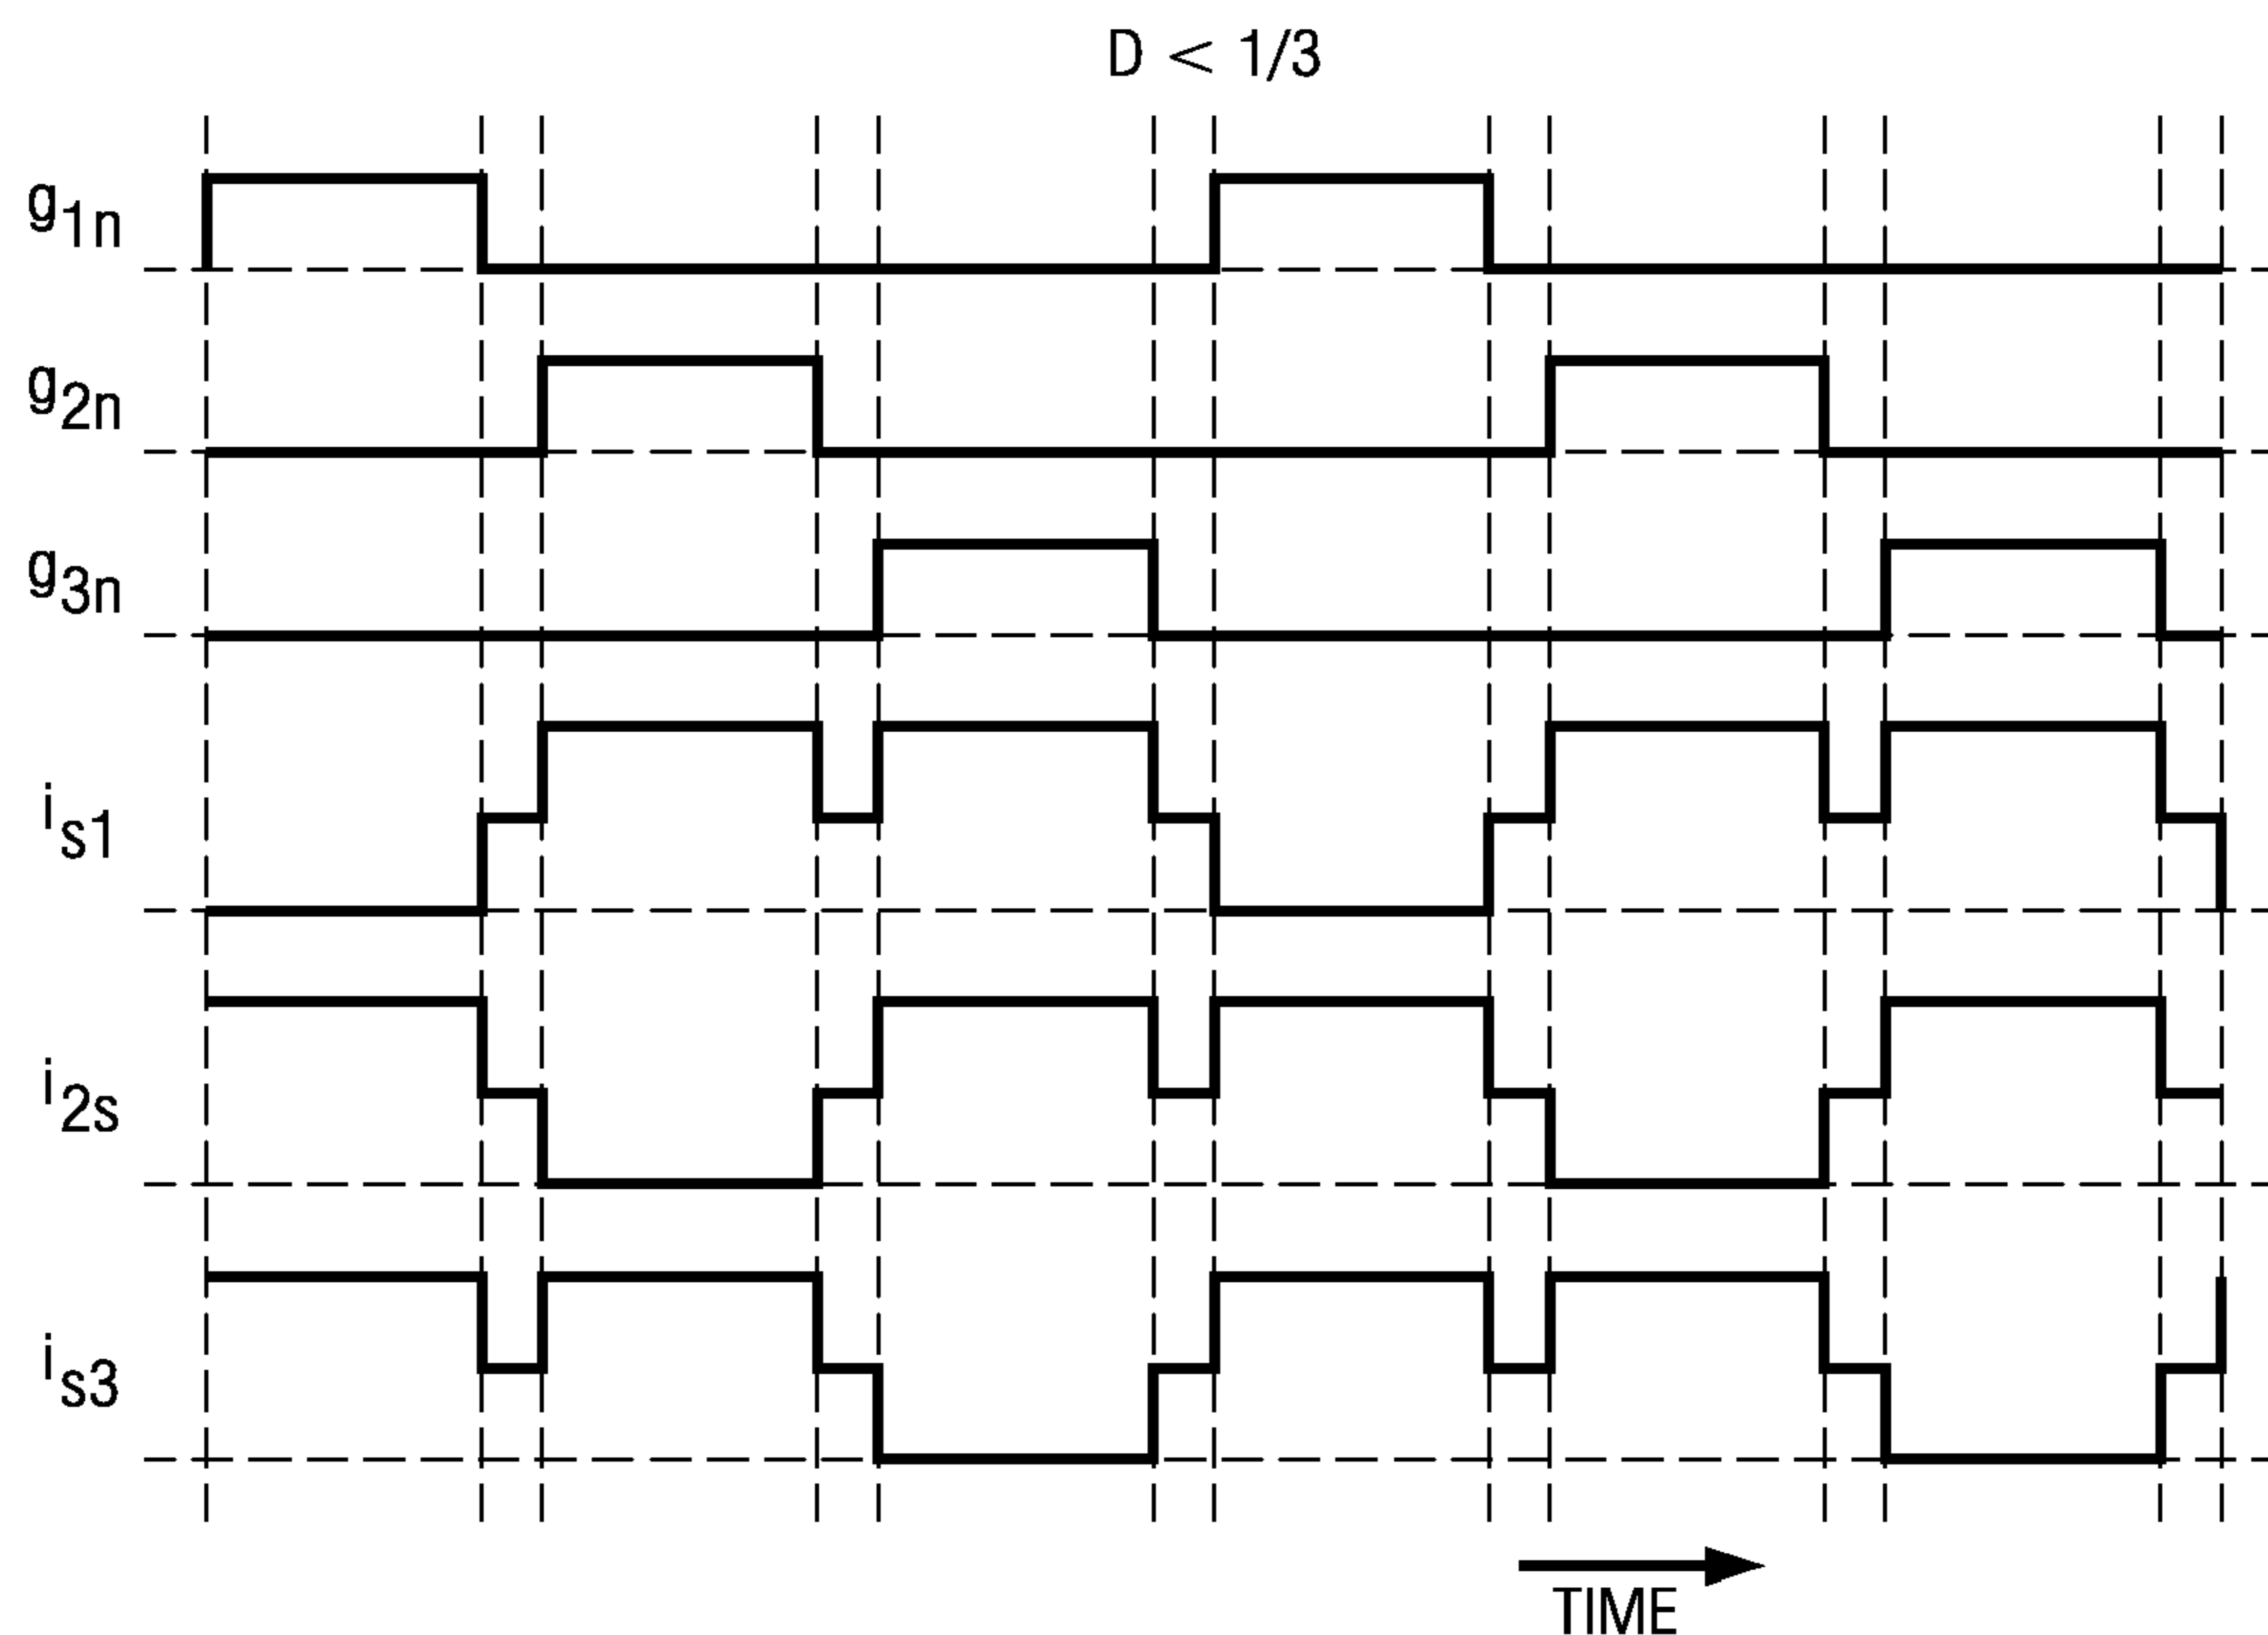 D < 1/3
g1n
g2n
g3n
is1
i2s
is3
TIME